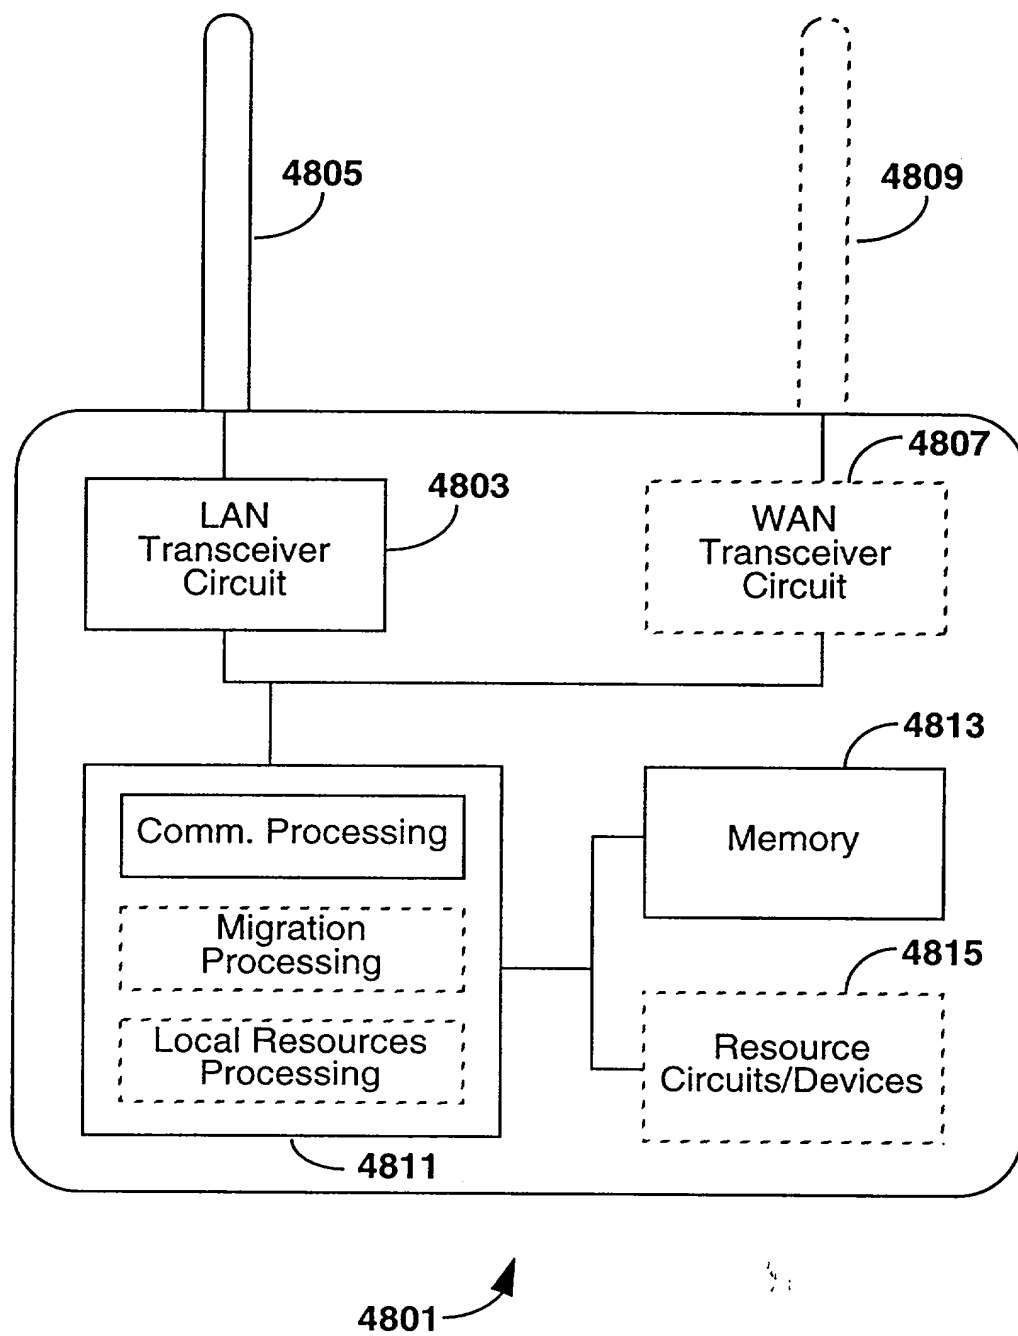 4805
4809
4807
LAN
Transceiver
Circuit
4803
WAN
Transceiver
Circuit
4813
Comm. Processing
Memory
Migration
Processing
4815
Local Resources
Processing
Resource
Circuits/Devices
4811
4801